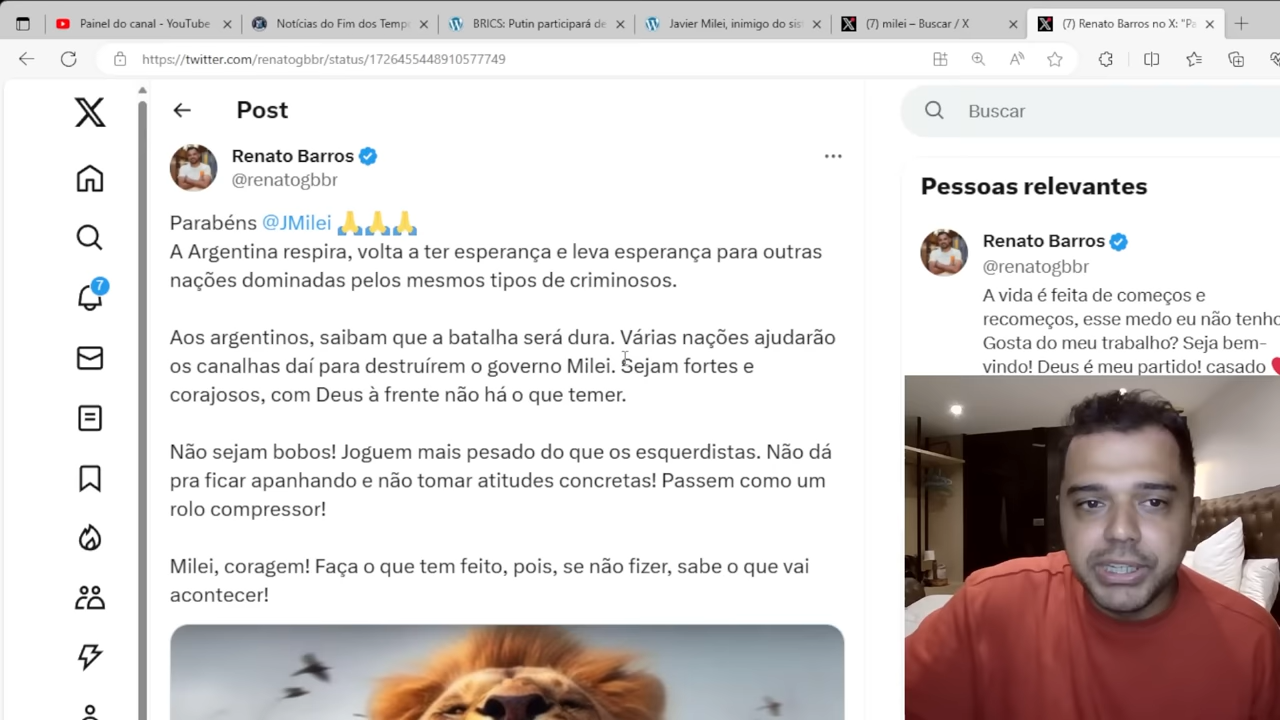 Painel do canal - YouTube
Notícias do Fim dos Temp
BRICS: Putin participará de
Javier Milei, inimigo do sis
(7) milei – Buscar / X
(7) Renato Barros no X: "Pa
https://twitter.com/renatogbbr/status/1726455448910577749
Post
Buscar
Renato Barros
@renatogbbr
Parabéns @JMilei 🙏🙏🙏
A Argentina respira, volta a ter esperança e leva esperança para outras
nações dominadas pelos mesmos tipos de criminosos.
Aos argentinos, saibam que a batalha será dura. Várias nações ajudarão
os canalhas daí para destruírem o governo Milei. Sejam fortes e
corajosos, com Deus à frente não há o que temer.
Não sejam bobos! Joguem mais pesado do que os esquerdistas. Não dá
pra ficar apanhando e não tomar atitudes concretas! Passem como um
rolo compressor!
Milei, coragem! Faça o que tem feito, pois, se não fizer, sabe o que vai
acontecer!
7
Pessoas relevantes
Renato Barros
@renatogbbr
A vida é feita de começos e
recomeços, esse medo eu não tenho
Gosta do meu trabalho? Seja bem-
vindo! Deus é meu partido! casado ❤